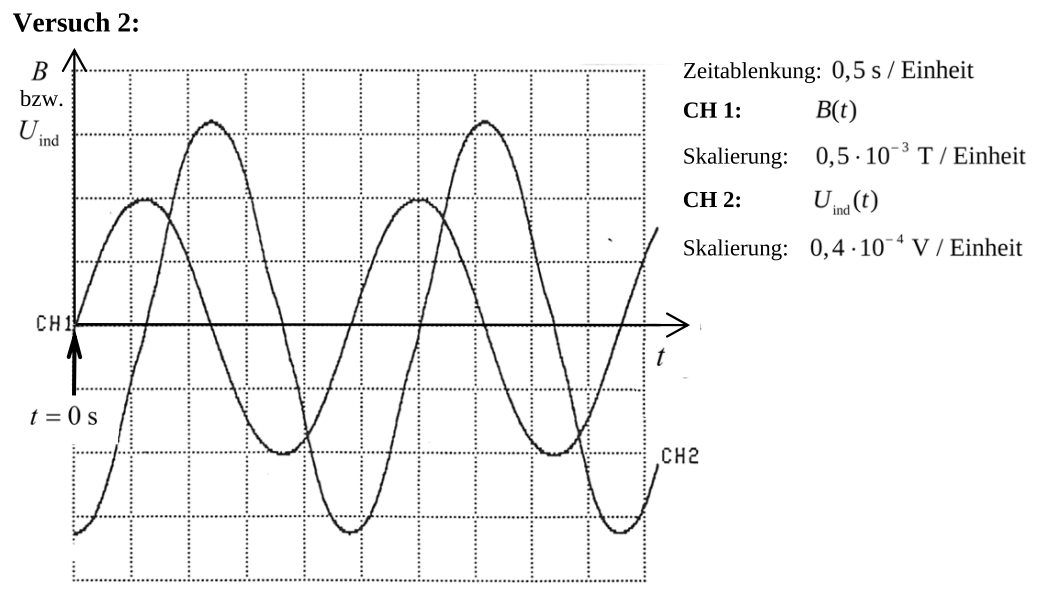 Versuch 2:
B
bzw.
U_ind
CH1
t = 0 s
t
CH2
Zeitablenkung: 0,5 s / Einheit
CH 1: B(t)
Skalierung: 0,5 · 10⁻³ T / Einheit
CH 2: U_ind(t)
Skalierung: 0,4 · 10⁻⁴ V / Einheit